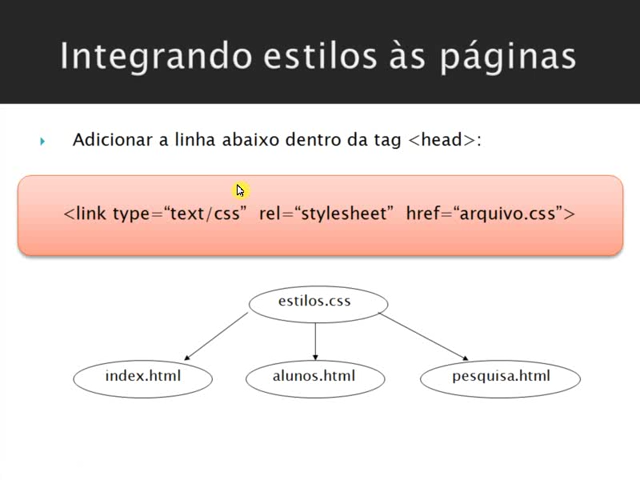 Integrando estilos às páginas
Adicionar a linha abaixo dentro da tag <head>:
<link type=“text/css” rel=“stylesheet” href=“arquivo.css”>
estilos.css
index.html
alunos.html
pesquisa.html